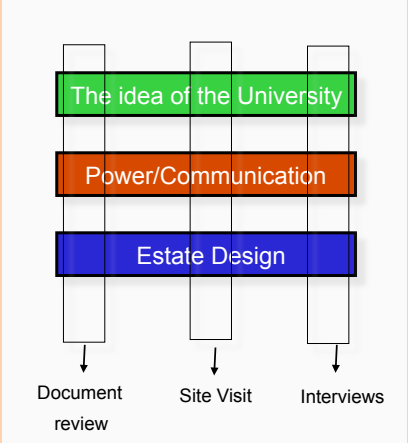 The idea of the University
Power/Communication
Estate Design
Document
review
Site Visit
Interviews